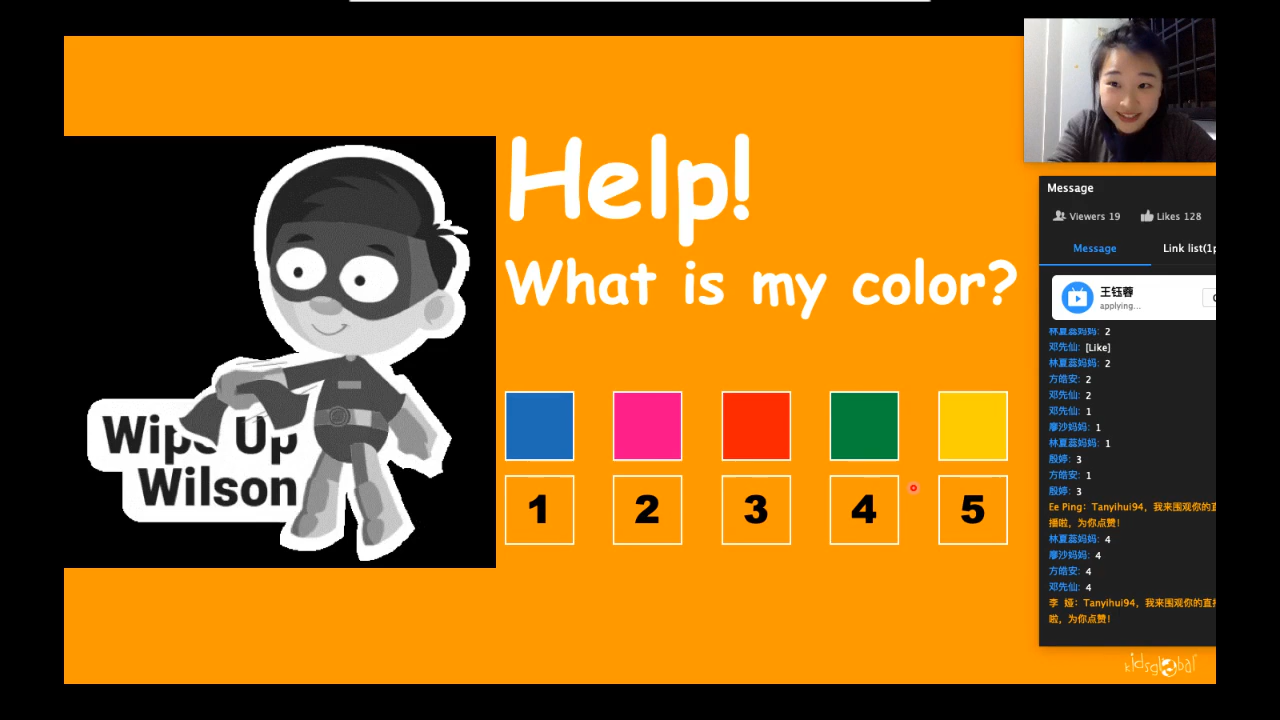 Help!
What is my color?
Wipe Up
Wilson
1
2
3
4
5
Message
Viewers 19
Likes 128
Message
Link list(1p
王钰蓉
applying...
林夏蕊妈妈: 2
邓先仙: [Like]
林夏蕊妈妈: 2
方皓安: 2
邓先仙: 2
邓先仙: 1
廖沙妈妈: 1
林夏蕊妈妈: 1
殷婷: 3
方皓安: 1
殷婷: 3
Ee Ping: Tanyihui94, 我来围观你的直
播啦, 为你点赞!
林夏蕊妈妈: 4
廖沙妈妈: 4
方皓安: 4
邓先仙: 4
李 娅: Tanyihui94, 我来围观你的直播
啦, 为你点赞!
kidsglobal